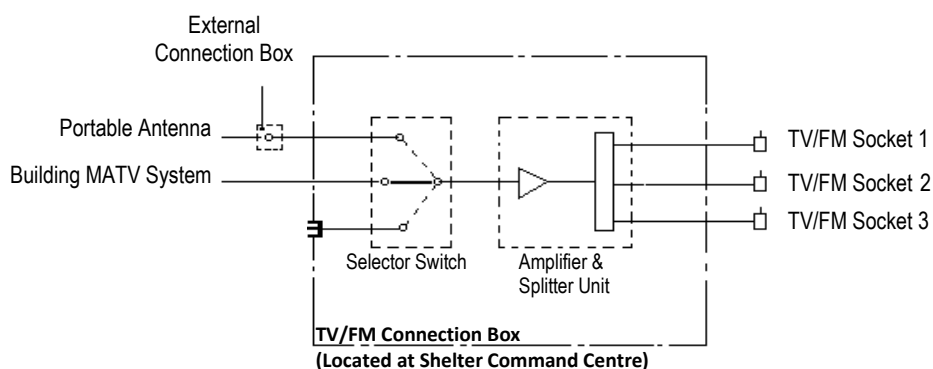 External
Connection Box
Portable Antenna
Building MATV System
TV/FM Socket 1
TV/FM Socket 2
TV/FM Socket 3
Selector Switch
Amplifier &
Splitter Unit
TV/FM Connection Box
(Located at Shelter Command Centre)